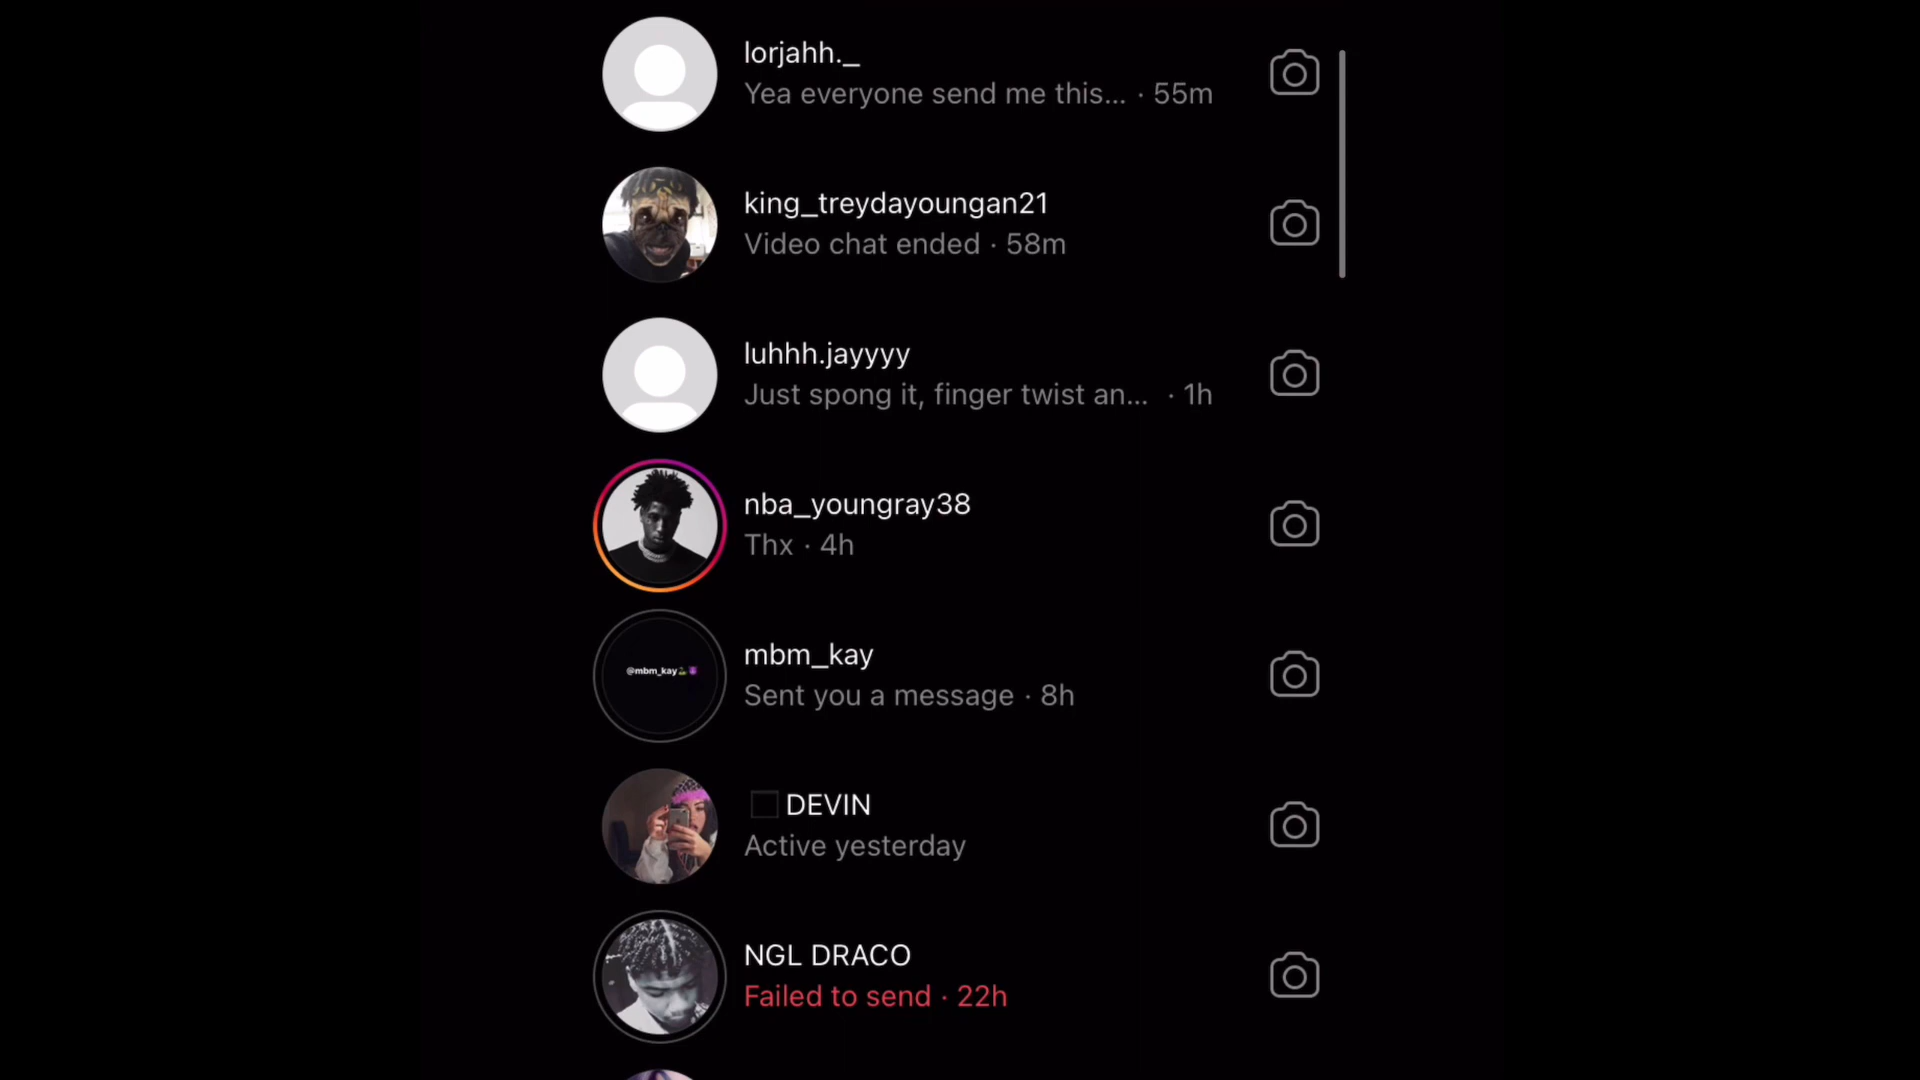 lorjahh._
Yea everyone send me this... · 55m
king_treydayoungan21
Video chat ended · 58m
luhhh.jayyyy
Just spong it, finger twist an... · 1h
nba_youngray38
Thx · 4h
@mbm_kay
mbm_kay
Sent you a message · 8h
DEVIN
Active yesterday
NGL DRACO
Failed to send · 22h